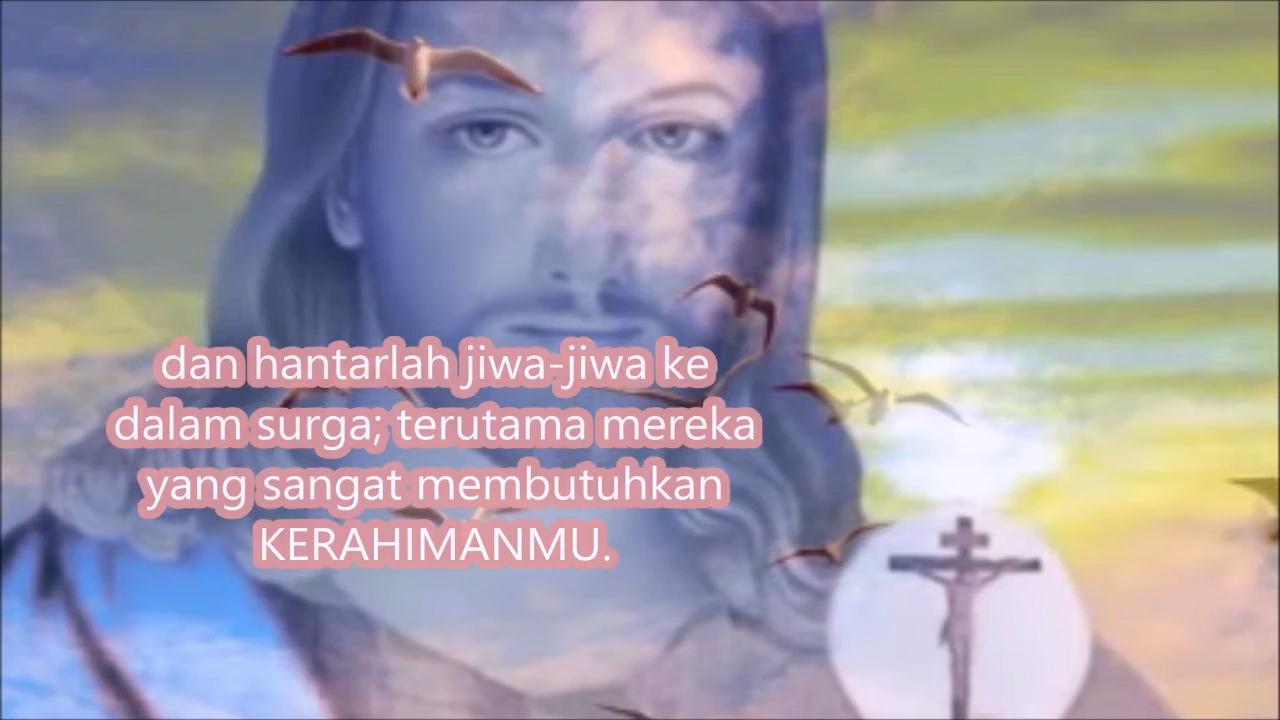 dan hantarlah jiwa-jiwa ke
dalam surga; terutama mereka
yang sangat membutuhkan
KERAHIMANMU.